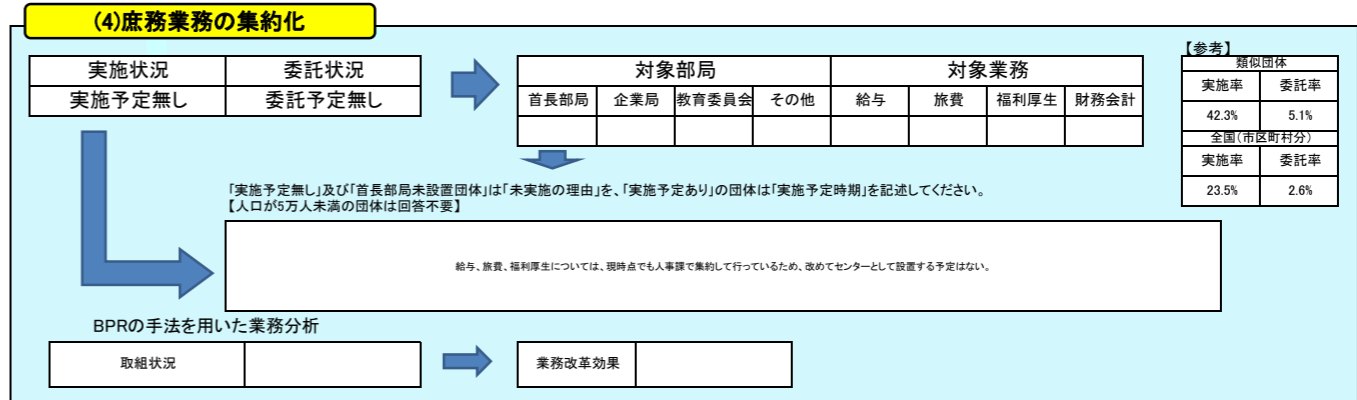 (4)庶務業務の集約化
実施状況 委託状況
実施予定無し 委託予定無し
対象部局 対象業務
首長部局 企業局 教育委員会 その他 給与 旅費 福利厚生 財務会計
【参考】
類似団体
実施率 委託率
42.3% 5.1%
全国(市区町村分)
実施率 委託率
23.5% 2.6%
「実施予定無し」及び「首長部局未設置団体」は「未実施の理由」を、「実施予定あり」の団体は「実施予定時期」を記述してください。
【人口が5万人未満の団体は回答不要】
給与、旅費、福利厚生については、現時点でも人事課で集約して行っているため、改めてセンターとして設置する予定はない。
BPRの手法を用いた業務分析
取組状況
業務改革効果